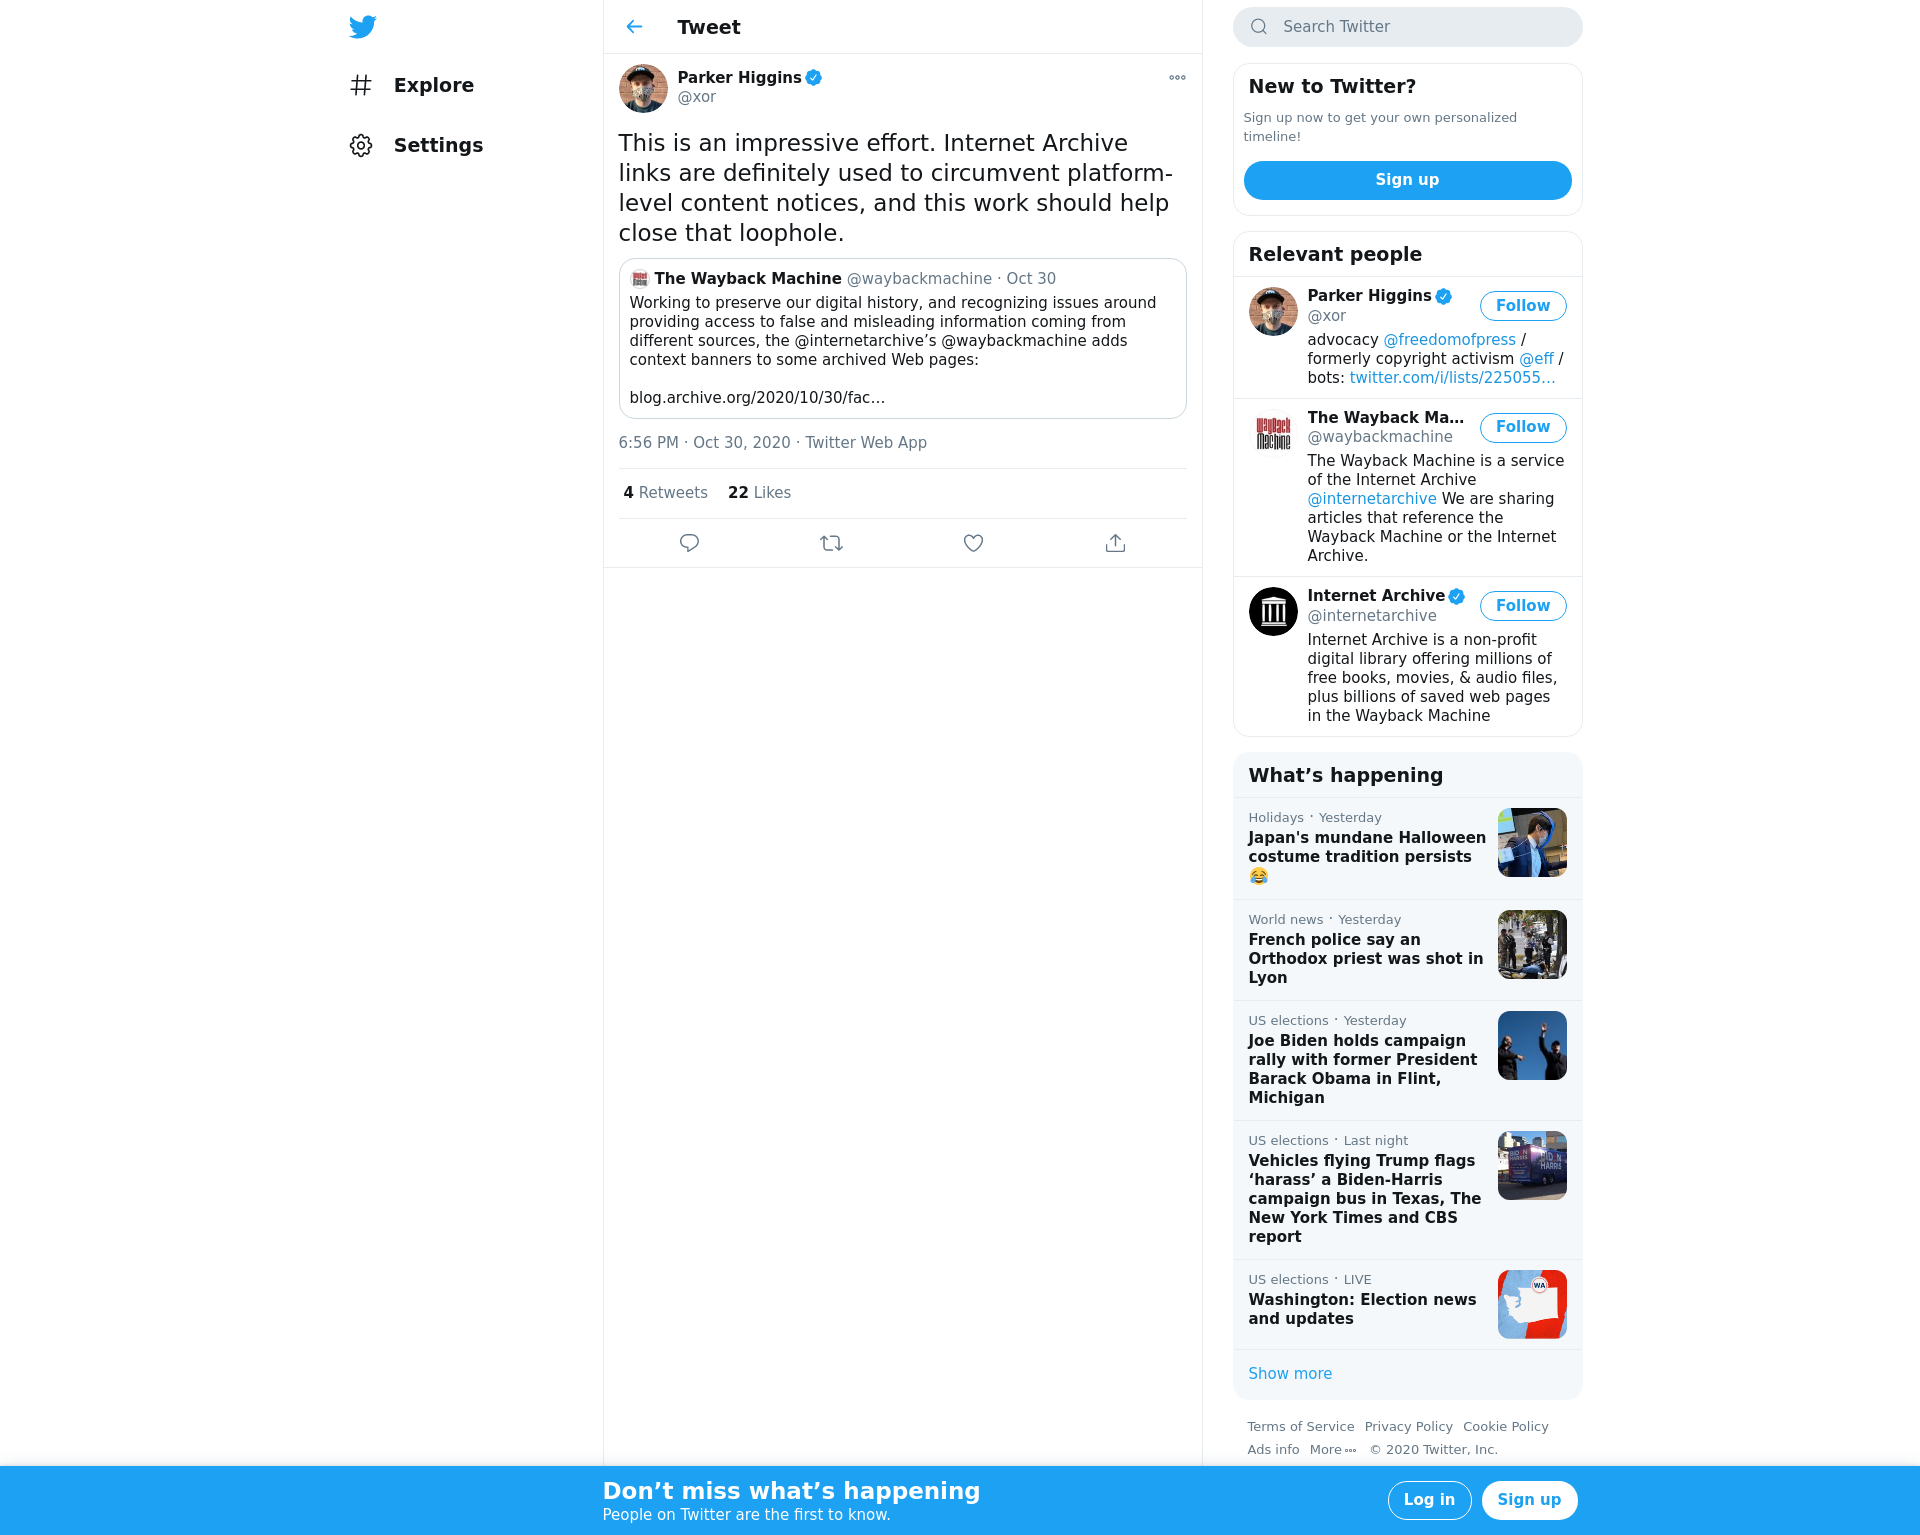 Explore
Settings
Tweet
Parker Higgins
@xor
This is an impressive effort. Internet Archive
links are definitely used to circumvent platform-
level content notices, and this work should help
close that loophole.
The Wayback Machine @waybackmachine · Oct 30
Working to preserve our digital history, and recognizing issues around
providing access to false and misleading information coming from
different sources, the @internetarchive’s @waybackmachine adds
context banners to some archived Web pages:
blog.archive.org/2020/10/30/fac…
6:56 PM · Oct 30, 2020 · Twitter Web App
4 Retweets 22 Likes
Search Twitter
New to Twitter?
Sign up now to get your own personalized
timeline!
Sign up
Relevant people
Parker Higgins
@xor
Follow
advocacy @freedomofpress /
formerly copyright activism @eff /
bots: twitter.com/i/lists/225055…
Wayback
Machine
The Wayback Ma…
@waybackmachine
Follow
The Wayback Machine is a service
of the Internet Archive
@internetarchive We are sharing
articles that reference the
Wayback Machine or the Internet
Archive.
Internet Archive
@internetarchive
Follow
Internet Archive is a non-profit
digital library offering millions of
free books, movies, & audio files,
plus billions of saved web pages
in the Wayback Machine
What’s happening
Holidays · Yesterday
Japan's mundane Halloween
costume tradition persists
😂
World news · Yesterday
French police say an
Orthodox priest was shot in
Lyon
US elections · Yesterday
Joe Biden holds campaign
rally with former President
Barack Obama in Flint,
Michigan
US elections · Last night
Vehicles flying Trump flags
‘harass’ a Biden-Harris
campaign bus in Texas, The
New York Times and CBS
report
US elections · LIVE
Washington: Election news
and updates
WA
Show more
Terms of Service Privacy Policy Cookie Policy
Ads info More © 2020 Twitter, Inc.
Don’t miss what’s happening
People on Twitter are the first to know.
Log in
Sign up